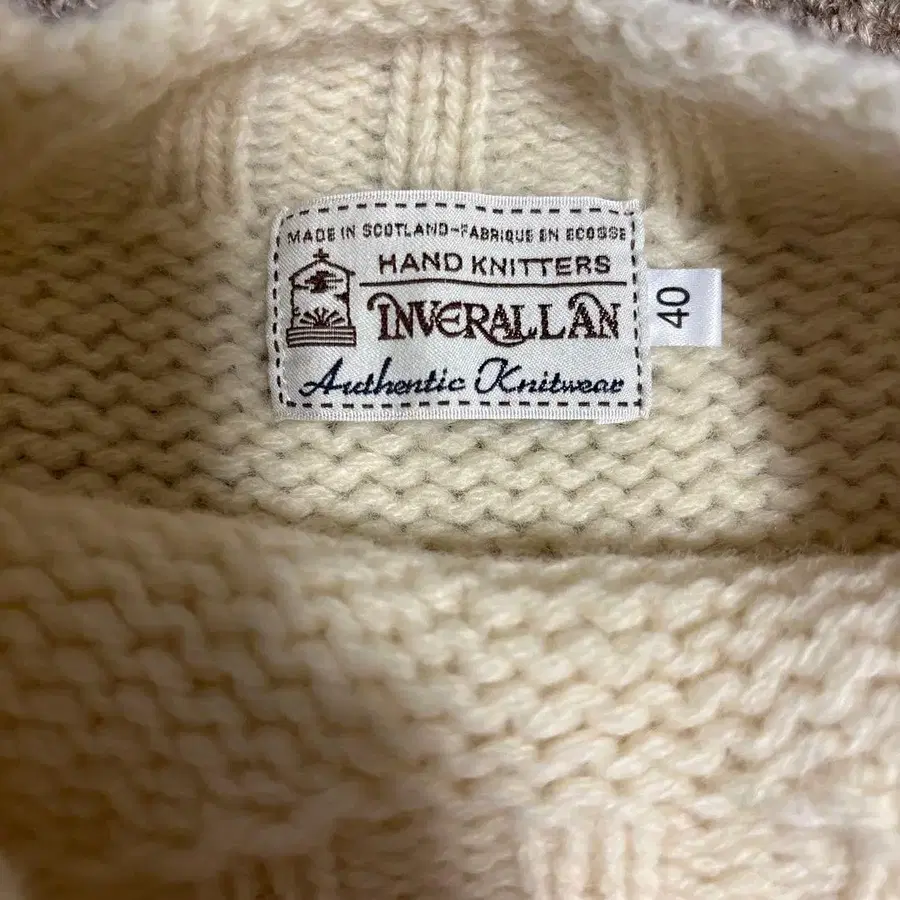 MADE IN SCOTLAND-FABRIQUE EN ECOSSE
HAND KNITTERS
INVERALLAN
Authentic Knitwear
40